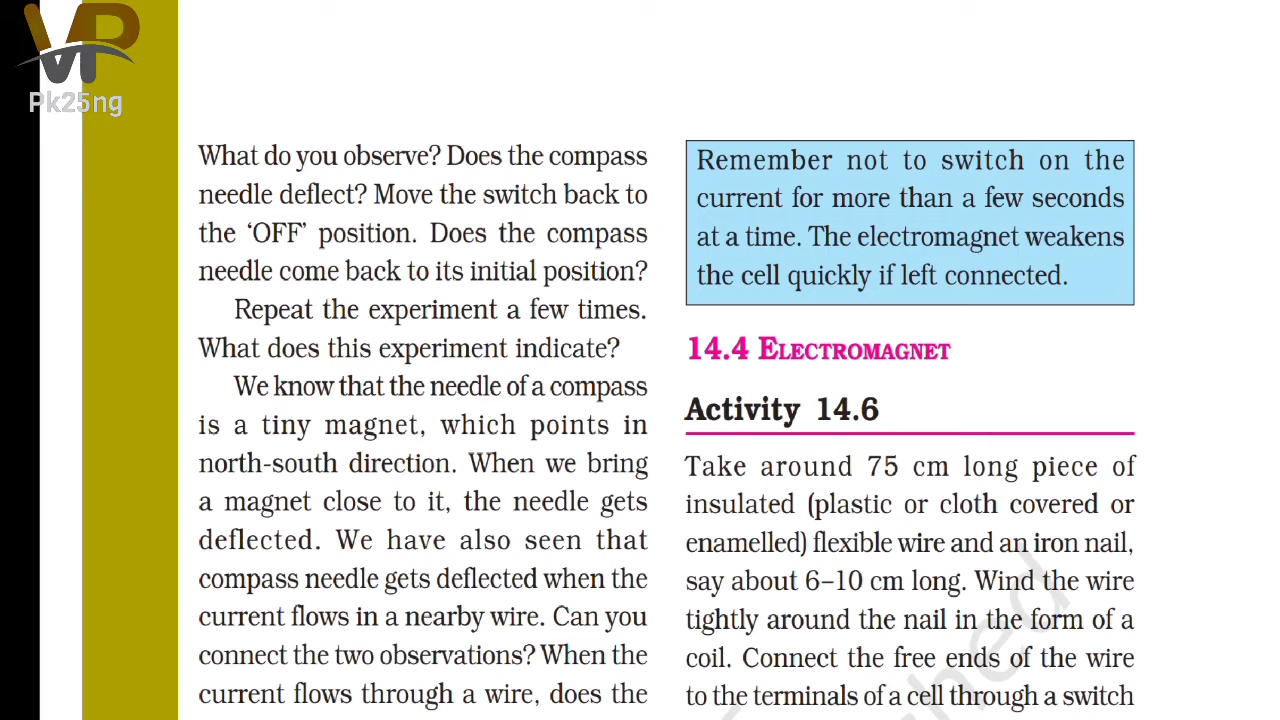 VP
Pk25ng
What do you observe? Does the compass
needle deflect? Move the switch back to
the ‘OFF’ position. Does the compass
needle come back to its initial position?
Repeat the experiment a few times.
What does this experiment indicate?
We know that the needle of a compass
is a tiny magnet, which points in
north-south direction. When we bring
a magnet close to it, the needle gets
deflected. We have also seen that
compass needle gets deflected when the
current flows in a nearby wire. Can you
connect the two observations? When the
current flows through a wire, does the
Remember not to switch on the
current for more than a few seconds
at a time. The electromagnet weakens
the cell quickly if left connected.
14.4 ELECTROMAGNET
Activity 14.6
Take around 75 cm long piece of
insulated (plastic or cloth covered or
enamelled) flexible wire and an iron nail,
say about 6–10 cm long. Wind the wire
tightly around the nail in the form of a
coil. Connect the free ends of the wire
to the terminals of a cell through a switch